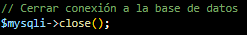 // Cerrar conexión a la base de datos
$mysqli->close();